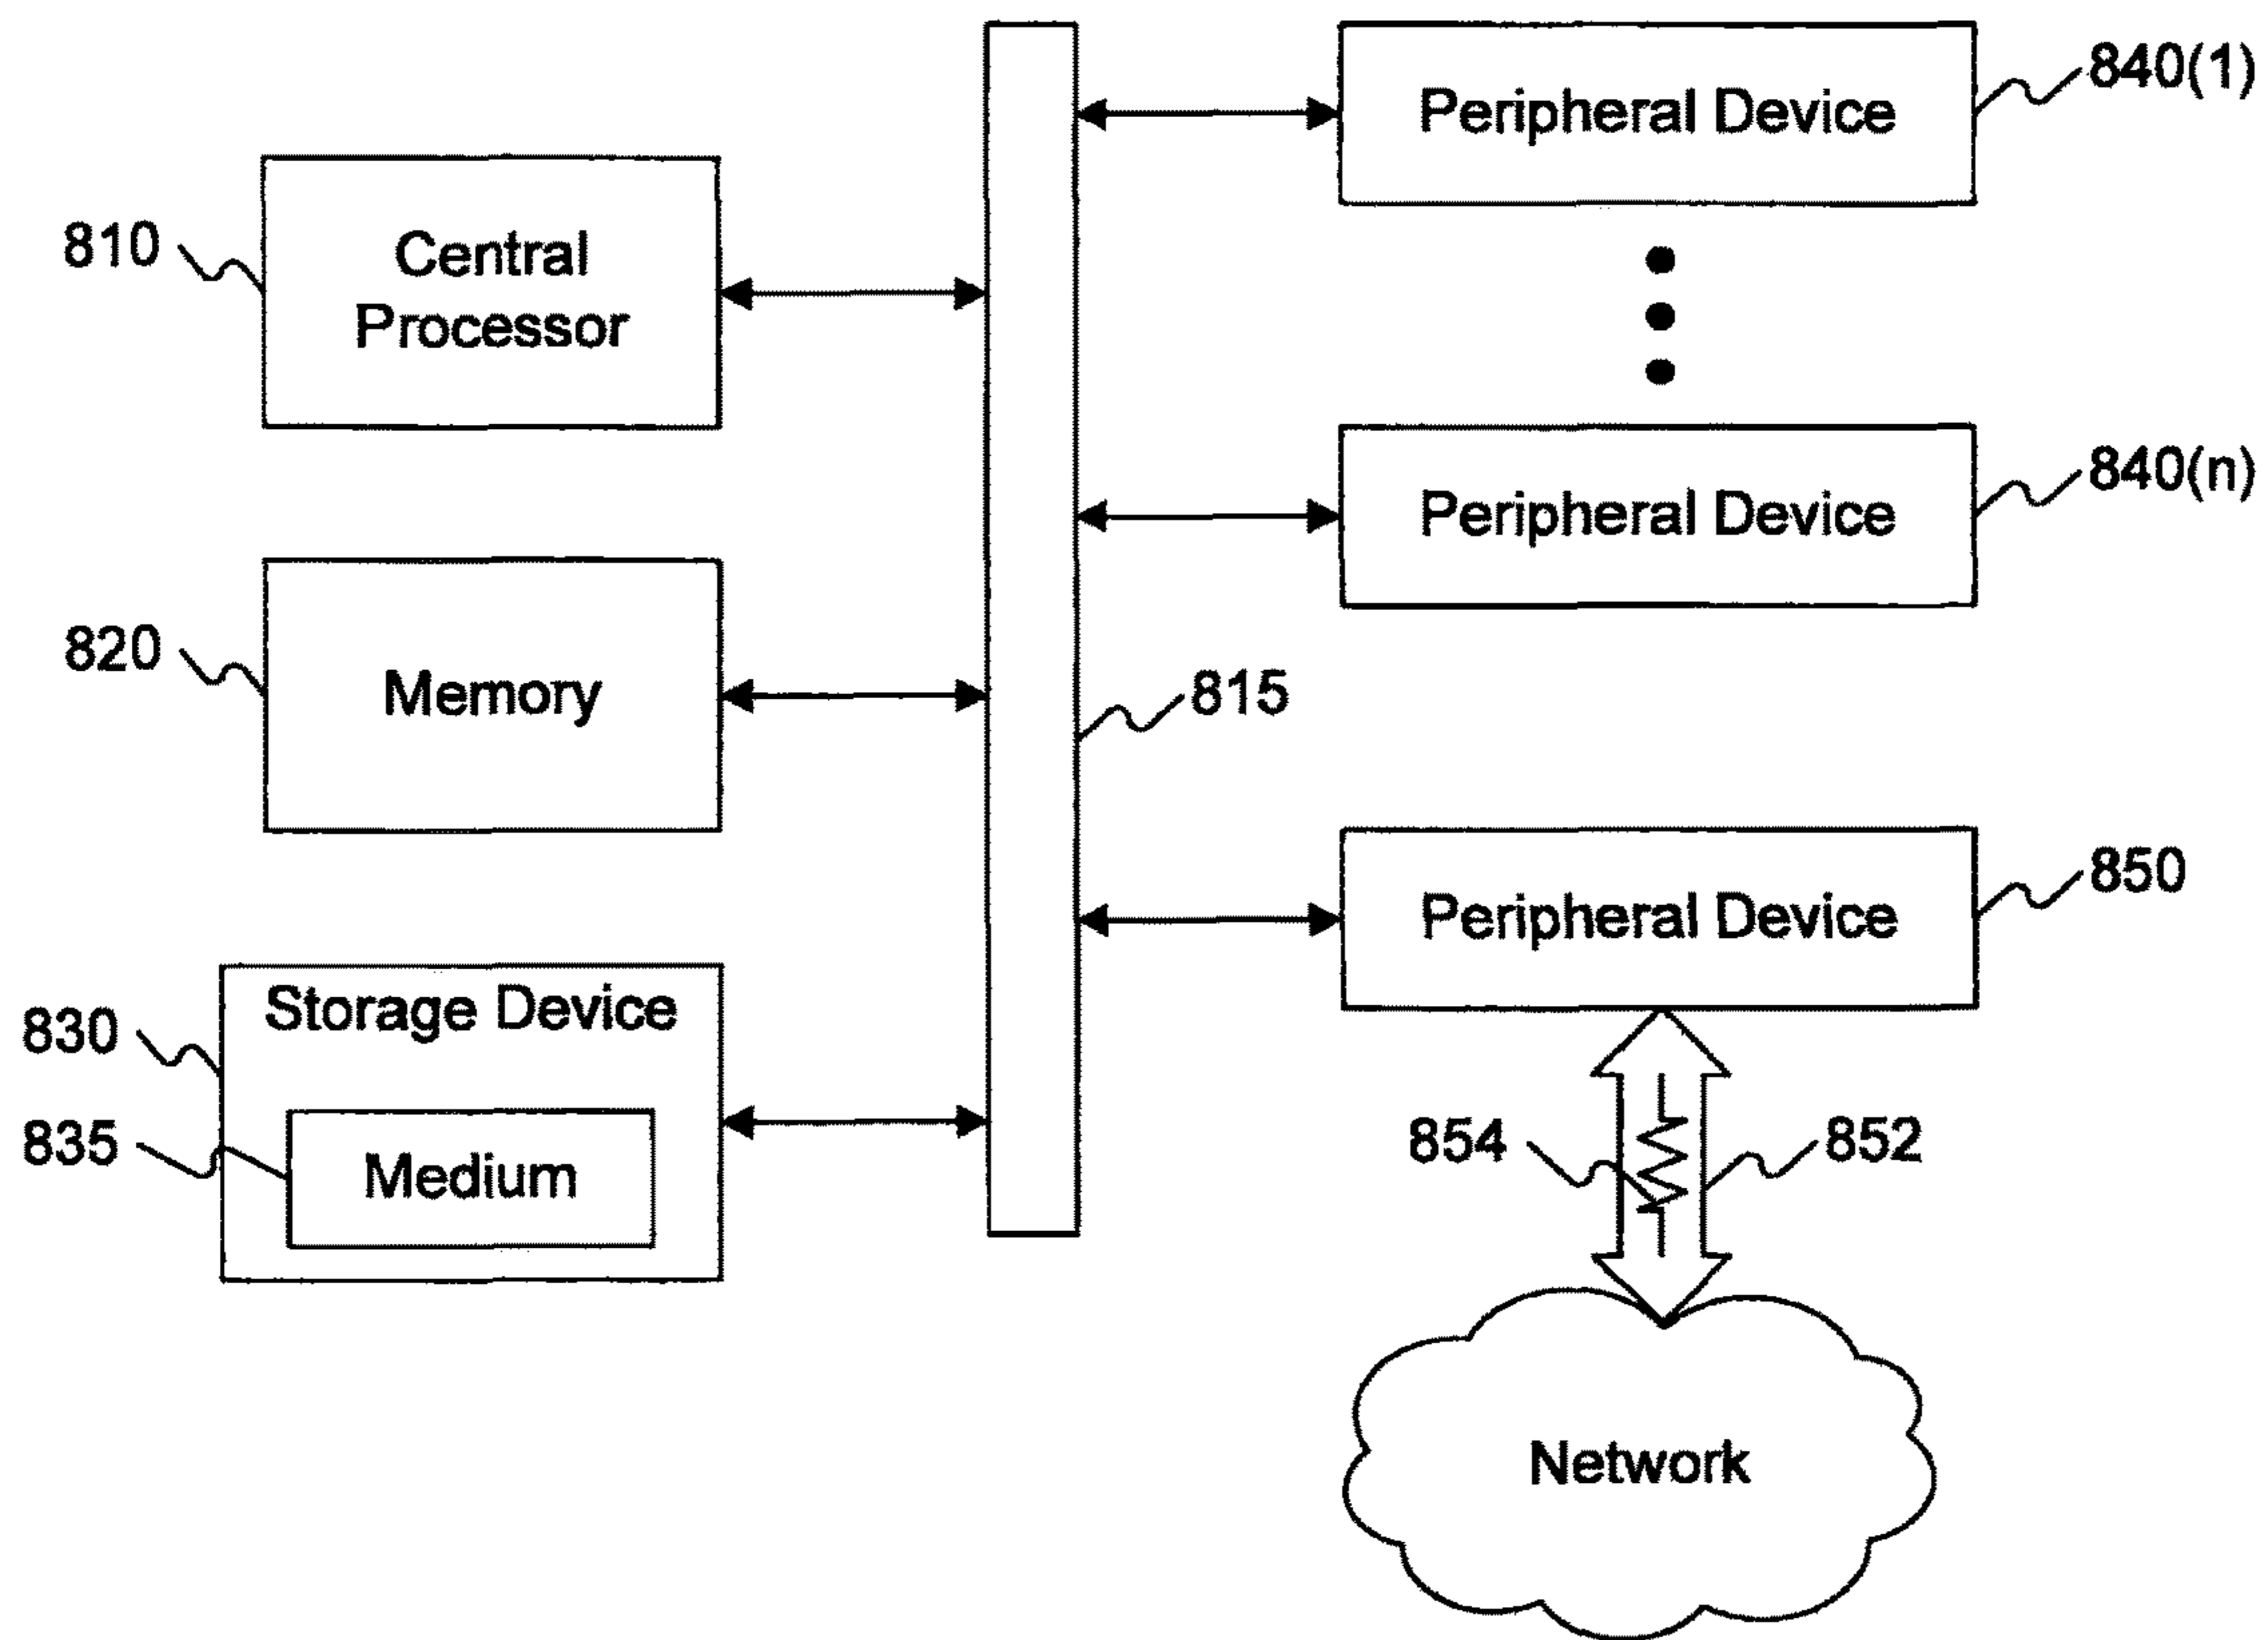 840(1)
Peripheral Device
810
Central
Processor
840(n)
Peripheral Device
820
Memory
815
850
Peripheral Device
830
Storage Device
835
Medium
854
852
Network